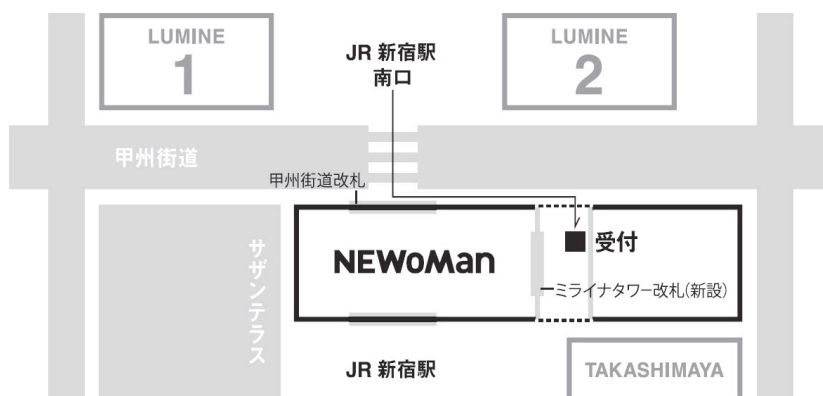 LUMINE
1
JR 新宿駅
南口
LUMINE
2
甲州街道
甲州街道改札
サザンテラス
NEWoMan
受付
ミライナタワー改札(新設)
JR 新宿駅
TAKASHIMAYA